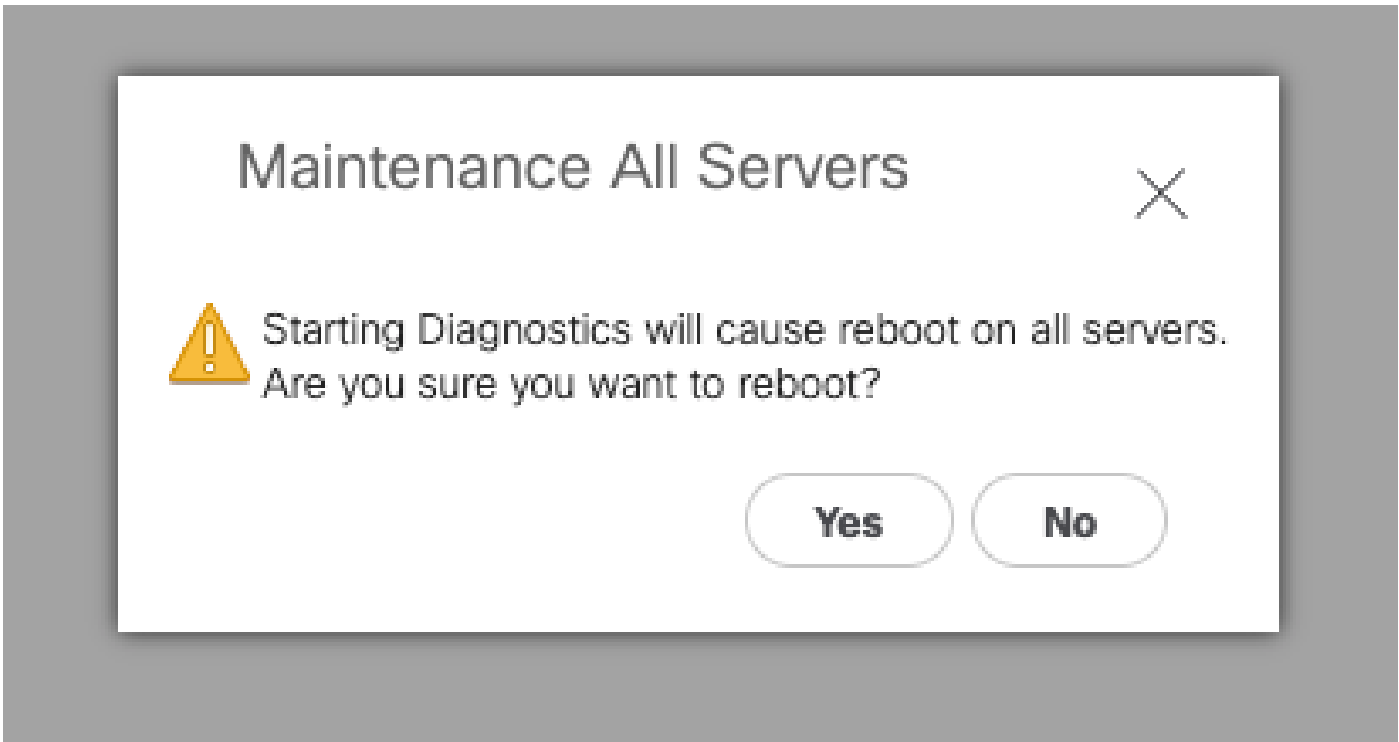 Maintenance All Servers
Starting Diagnostics will cause reboot on all servers.
Are you sure you want to reboot?
Yes No